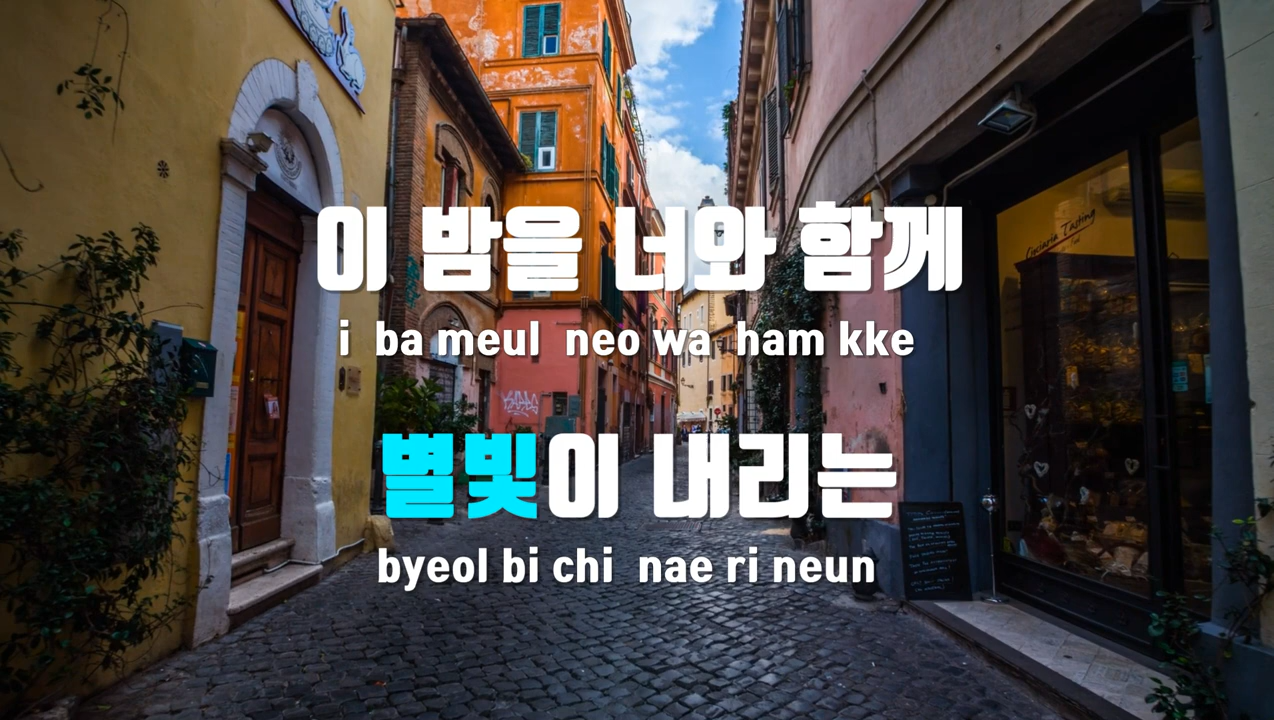 이 밤을 너와 함께
i ba meul neo wa ham kke
별빛이 내리는
byeol bi chi nae ri neun